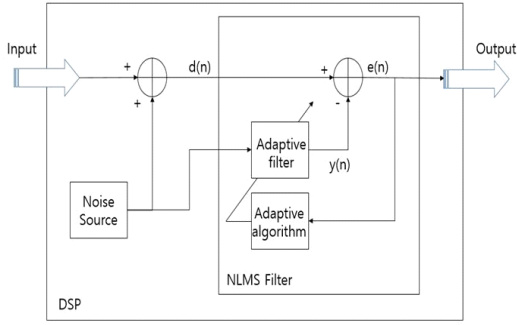 Input
Output
+
d(n)
+
e(n)
+
-
Adaptive
filter
y(n)
Noise
Source
Adaptive
algorithm
NLMS Filter
DSP